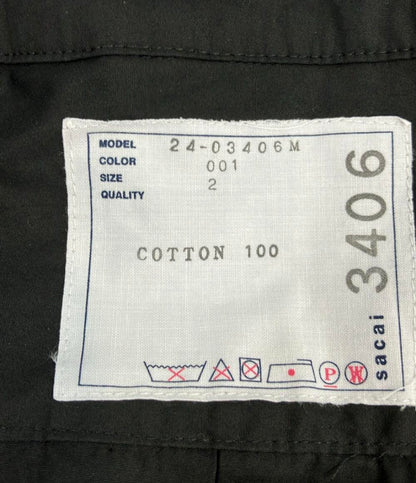 MODEL 24-03406M
COLOR 001
SIZE 2
QUALITY
COTTON 100
sacai 3406
P W